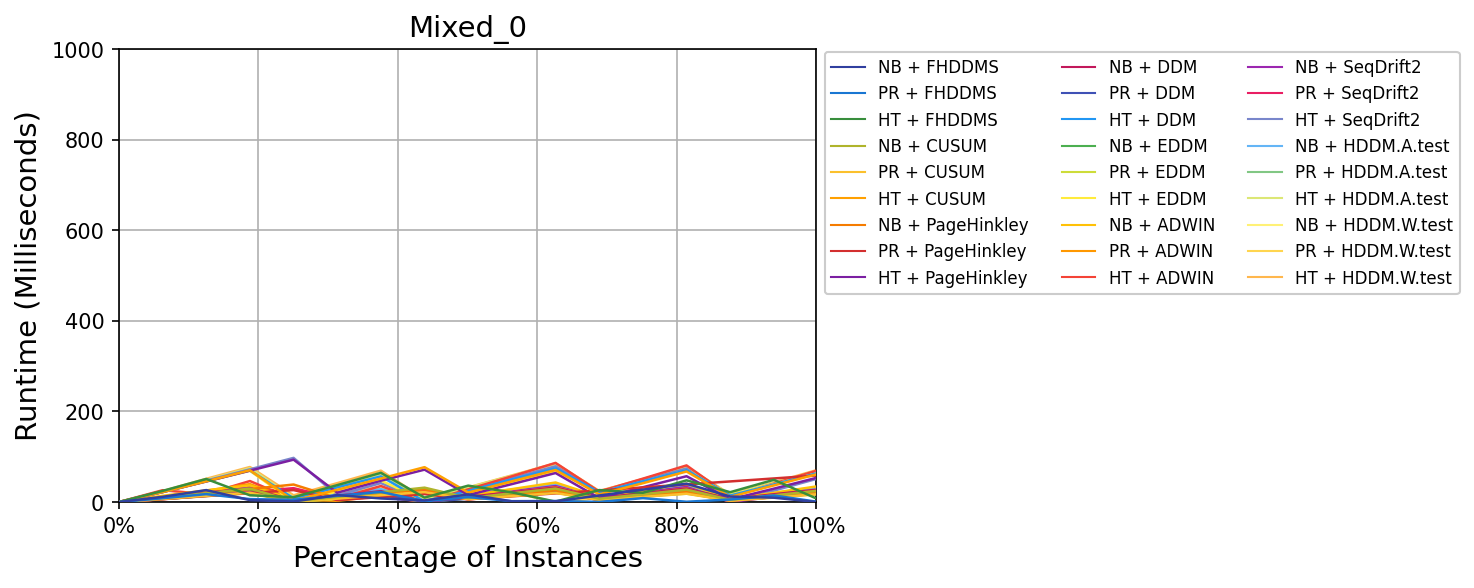 Mixed_0
1000
800
600
400
200
0
0%
20%
40%
60%
80%
100%
Runtime (Milliseconds)
Percentage of Instances
NB + FHDDMS
PR + FHDDMS
HT + FHDDMS
NB + CUSUM
PR + CUSUM
HT + CUSUM
NB + PageHinkley
PR + PageHinkley
HT + PageHinkley
NB + DDM
PR + DDM
HT + DDM
NB + EDDM
PR + EDDM
HT + EDDM
NB + ADWIN
PR + ADWIN
HT + ADWIN
NB + SeqDrift2
PR + SeqDrift2
HT + SeqDrift2
NB + HDDM.A.test
PR + HDDM.A.test
HT + HDDM.A.test
NB + HDDM.W.test
PR + HDDM.W.test
HT + HDDM.W.test